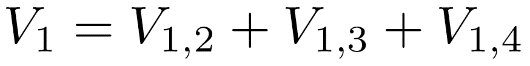 $V_1 = V_{1,2} + V_{1,3} + V_{1,4}$